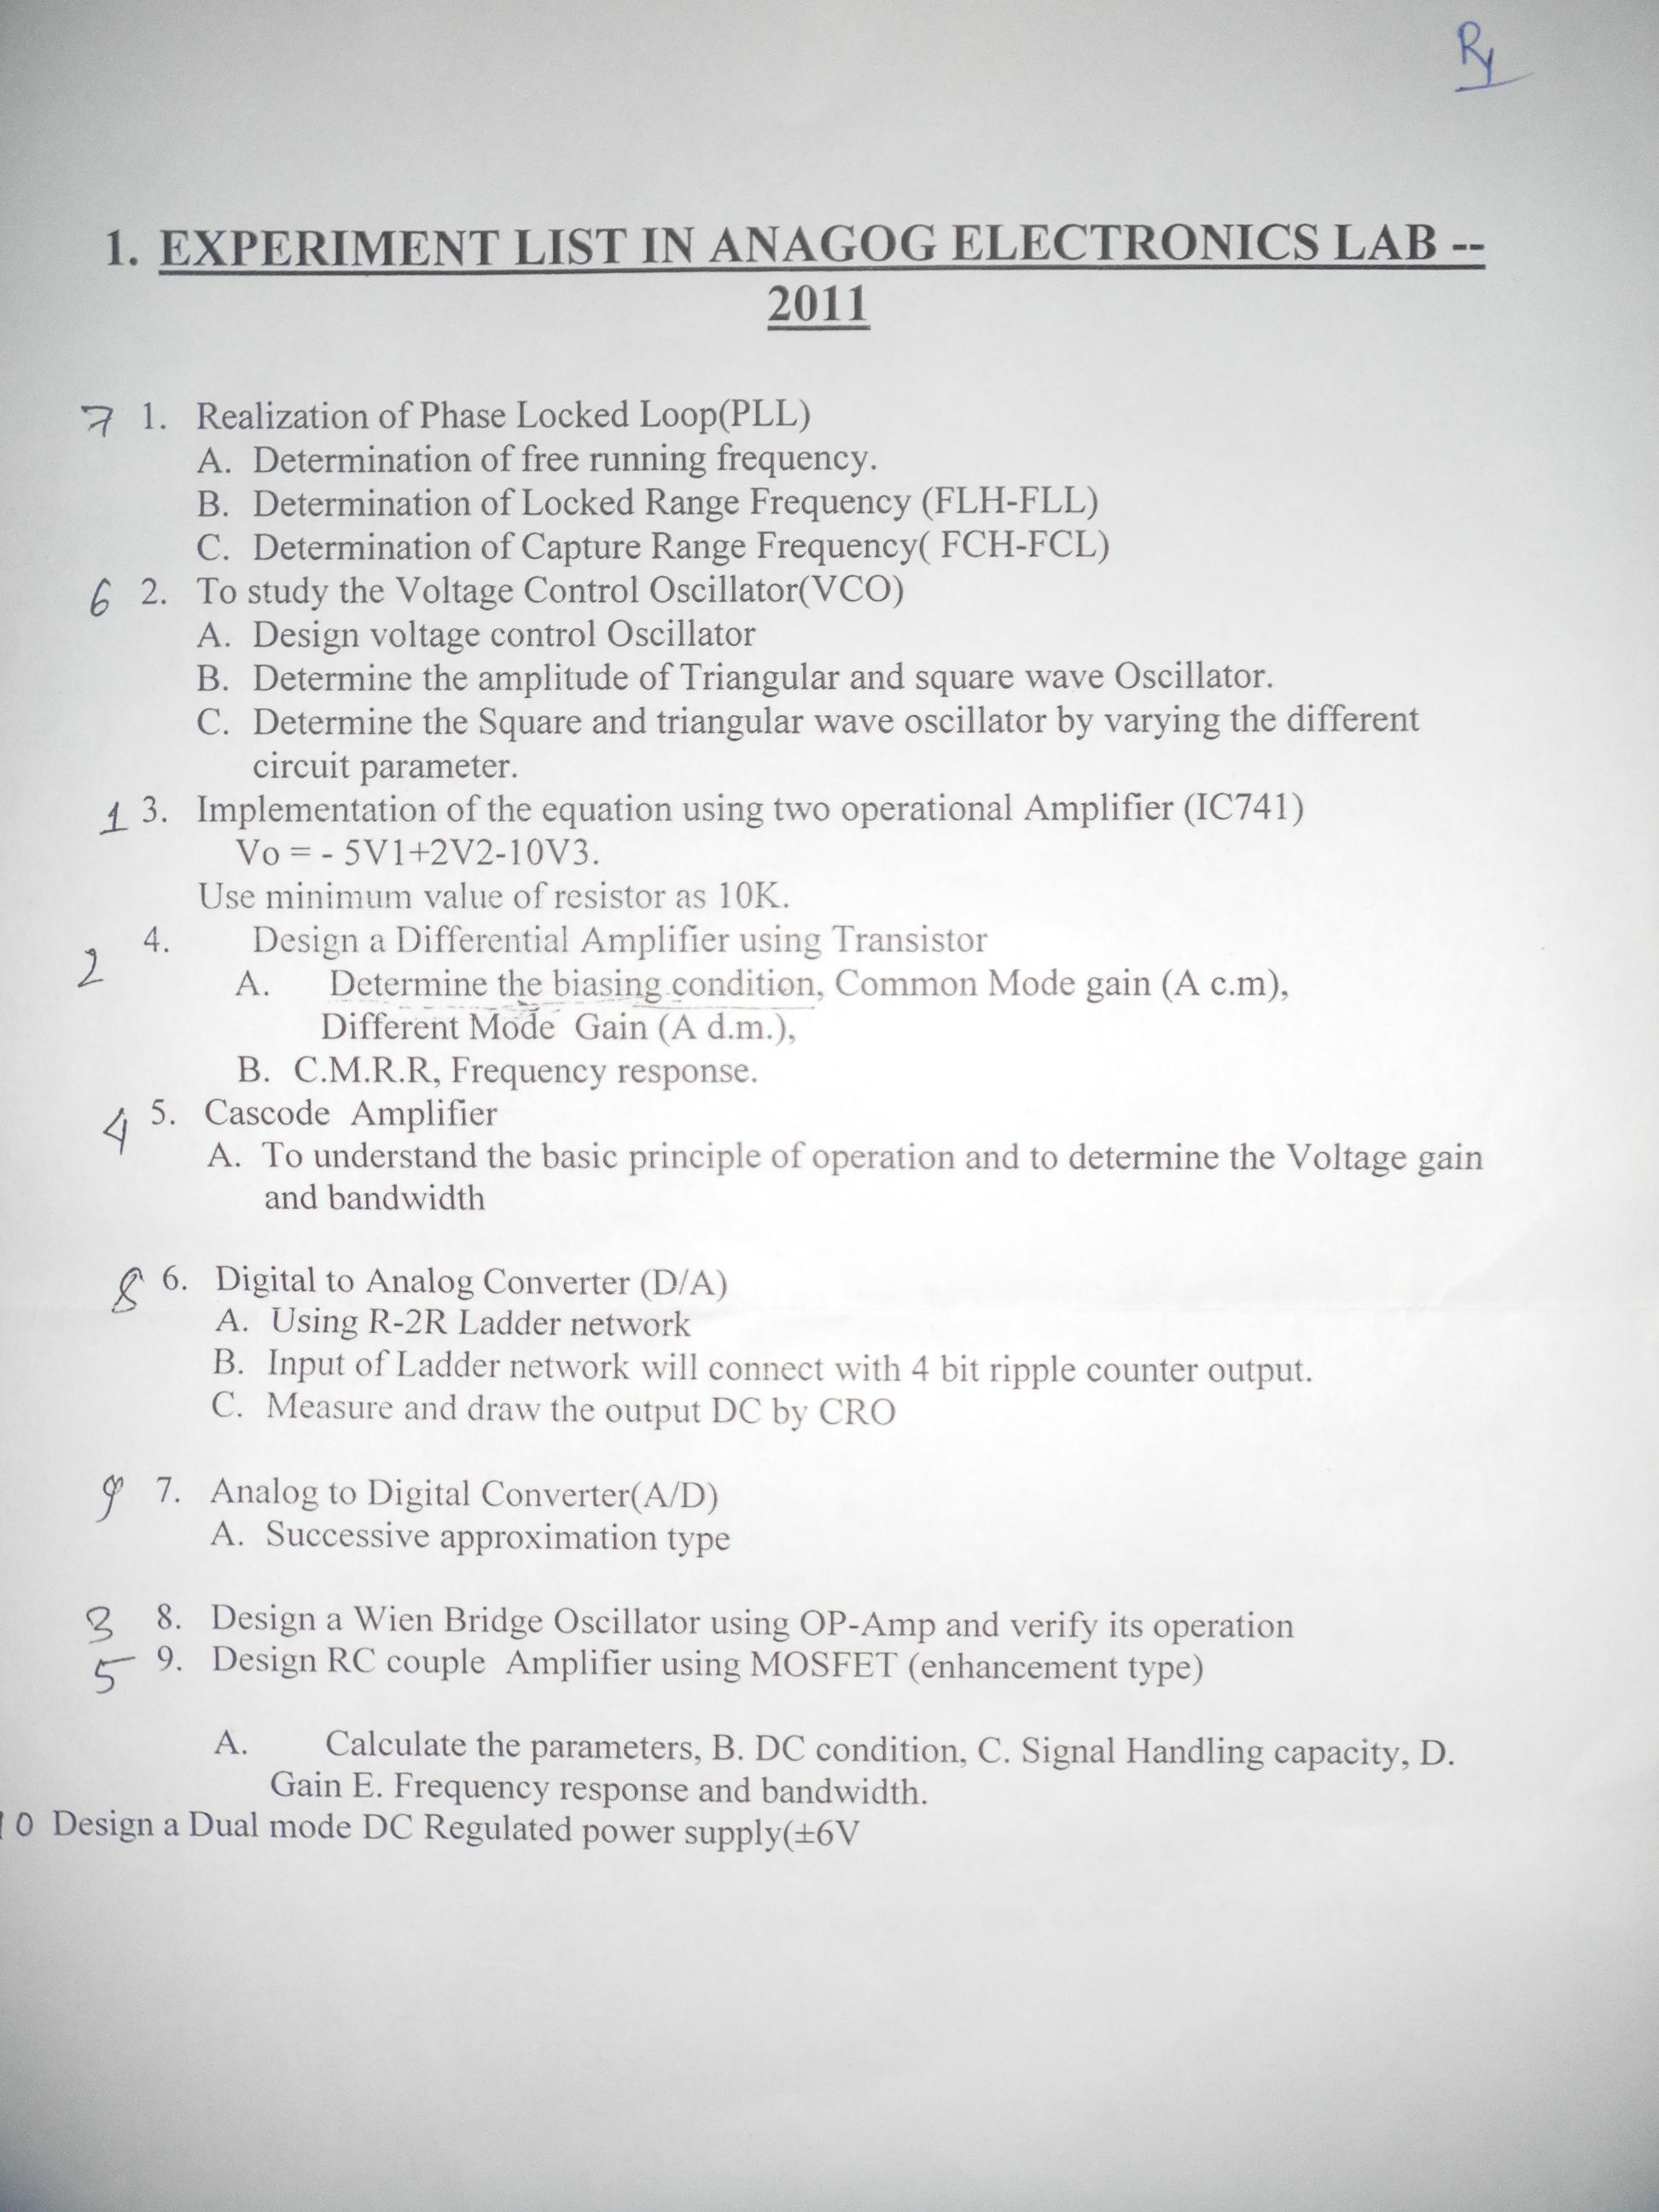 R1
1. EXPERIMENT LIST IN ANAGOG ELECTRONICS LAB --
2011
7 1. Realization of Phase Locked Loop(PLL)
A. Determination of free running frequency.
B. Determination of Locked Range Frequency (FLH-FLL)
C. Determination of Capture Range Frequency( FCH-FCL)
6 2. To study the Voltage Control Oscillator(VCO)
A. Design voltage control Oscillator
B. Determine the amplitude of Triangular and square wave Oscillator.
C. Determine the Square and triangular wave oscillator by varying the different
circuit parameter.
1 3. Implementation of the equation using two operational Amplifier (IC741)
Vo = - 5V1+2V2-10V3.
Use minimum value of resistor as 10K.
2 4. Design a Differential Amplifier using Transistor
A. Determine the biasing condition, Common Mode gain (A c.m),
Different Mode Gain (A d.m.),
B. C.M.R.R, Frequency response.
4 5. Cascode Amplifier
A. To understand the basic principle of operation and to determine the Voltage gain
and bandwidth
8 6. Digital to Analog Converter (D/A)
A. Using R-2R Ladder network
B. Input of Ladder network will connect with 4 bit ripple counter output.
C. Measure and draw the output DC by CRO
9 7. Analog to Digital Converter(A/D)
A. Successive approximation type
3 8. Design a Wien Bridge Oscillator using OP-Amp and verify its operation
5 9. Design RC couple Amplifier using MOSFET (enhancement type)
A. Calculate the parameters, B. DC condition, C. Signal Handling capacity, D.
Gain E. Frequency response and bandwidth.
10 Design a Dual mode DC Regulated power supply(±6V